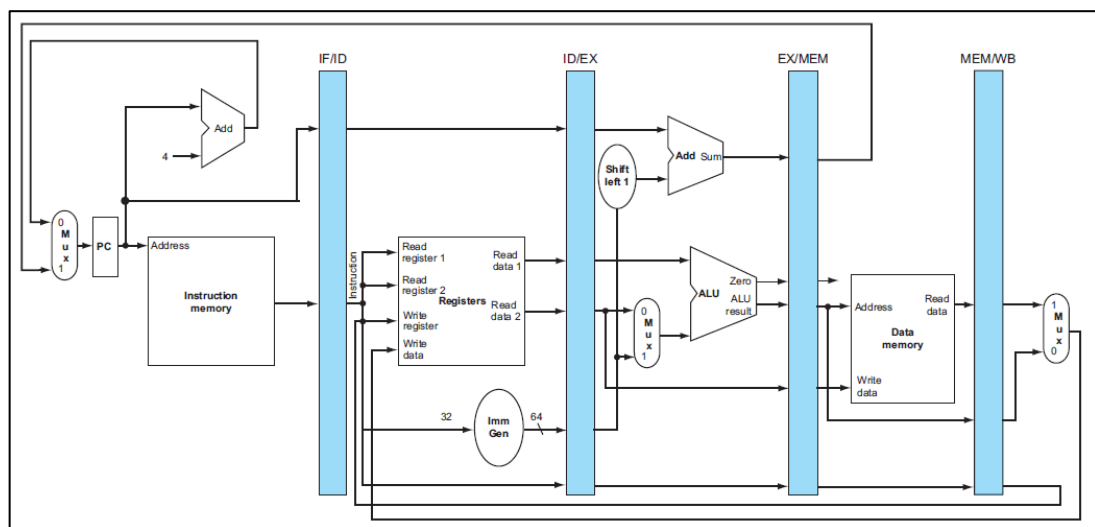 IF/ID
ID/EX
EX/MEM
MEM/WB
Add
4
Add Sum
Shift
left 1
0
M
u
x
1
PC
Address
Instruction
memory
Instruction
Read
register 1
Read
register 2
Write
register
Write
data
Registers
Read
data 1
Read
data 2
0
M
u
x
1
ALU
Zero
ALU
result
Address
Write
data
Data
memory
Read
data
1
M
u
x
0
32
Imm
Gen
64